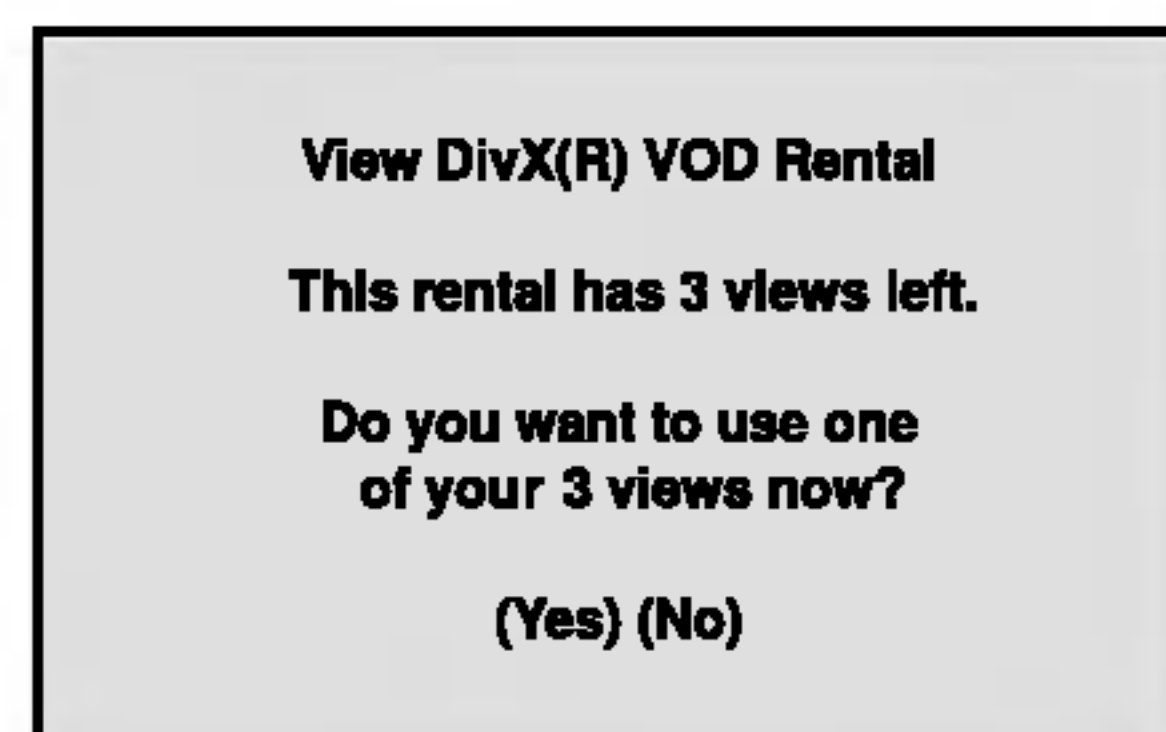 View DivX(R) VOD Rental
This rental has 3 views left.
Do you want to use one
of your 3 views now?
(Yes) (No)